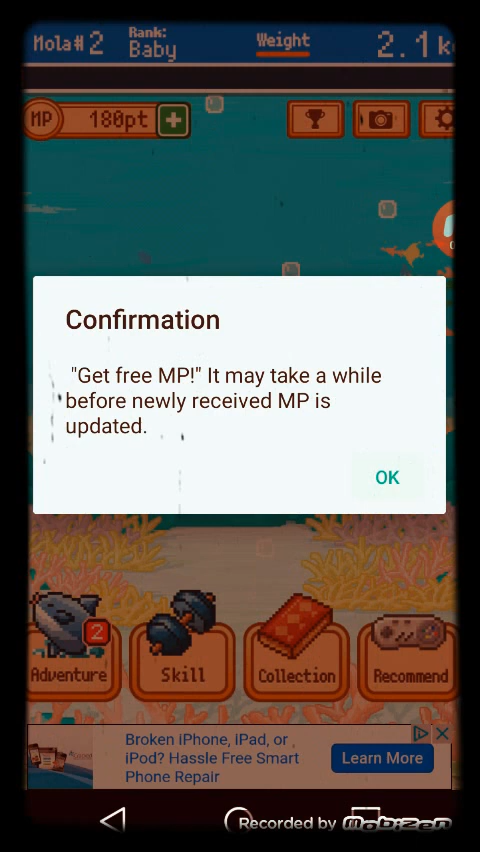 Mola# 2
Rank:
Baby
Weight
2.1 k
MP
180pt
Confirmation
"Get free MP!" It may take a while
before newly received MP is
updated.
OK
2
Adventure
Skill
Collection
Recommend
Broken iPhone, iPad, or
iPod? Hassle Free Smart
Phone Repair
Learn More
Recorded by Mobizen